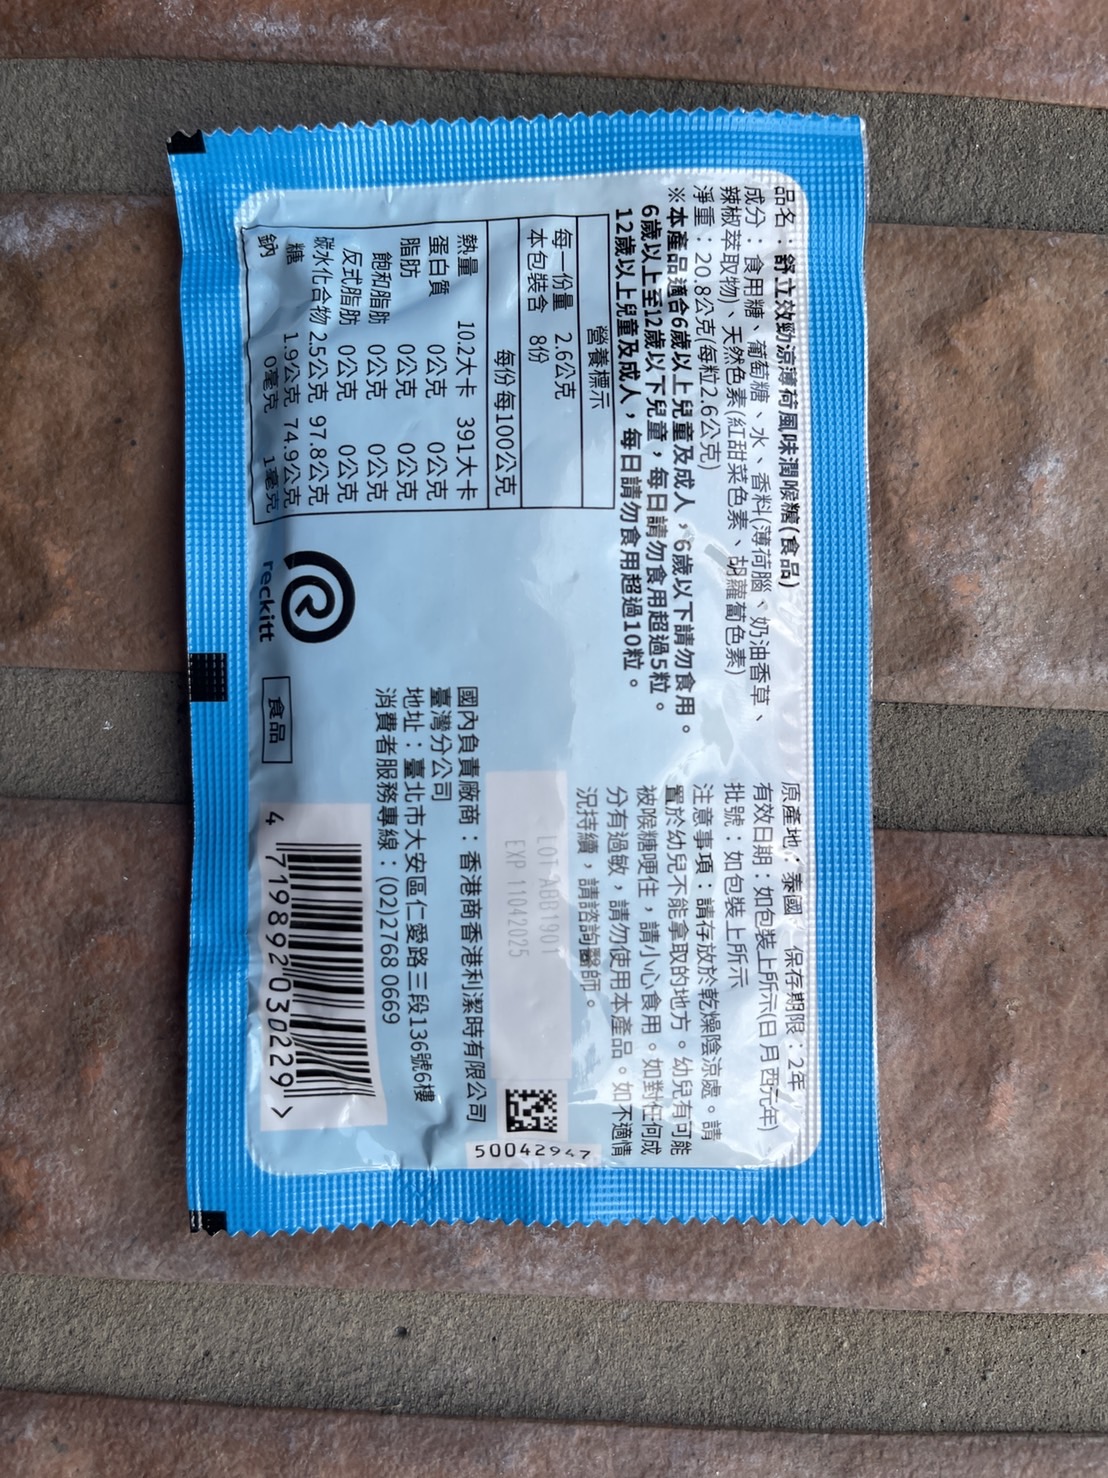 品名：舒立效勁涼薄荷風味潤喉糖(食品)
成分：食用糖、葡萄糖、水、香料(薄荷腦、奶油香草、
辣椒萃取物)、天然色素(紅甜菜色素、胡蘿蔔色素)
淨重：20.8公克(每粒2.6公克)
※本產品適合6歲以上兒童及成人，6歲以下請勿食用。
6歲以上至12歲以下兒童，每日請勿食用超過5粒。
12歲以上兒童及成人，每日請勿食用超過10粒。
營養標示
每一份量 2.6公克
本包裝含 8份
每份 每100公克
熱量 10.2大卡 391大卡
蛋白質 0公克 0公克
脂肪 0公克 0公克
飽和脂肪 0公克 0公克
反式脂肪 0公克 0公克
碳水化合物 2.5公克 97.8公克
糖 1.9公克 74.9公克
鈉 0毫克 1毫克
reckitt
食品
原產地：泰國 保存期限：2年
有效日期：如包裝上所示(日月西元年)
批號：如包裝上所示
注意事項：請存放於乾燥陰涼處。請
置於幼兒不能拿取的地方。幼兒有可能
被喉糖哽住，請小心食用。如對任何成
分有過敏，請勿使用本產品。如不適情
況持續，請諮詢醫師。
LOT ABB1901
EXP 11042025
50042947
國內負責廠商：香港商香港利潔時有限公司
臺灣分公司
地址：臺北市大安區仁愛路三段136號6樓
消費者服務專線：(02)2768 0669
4 719892 030229 >